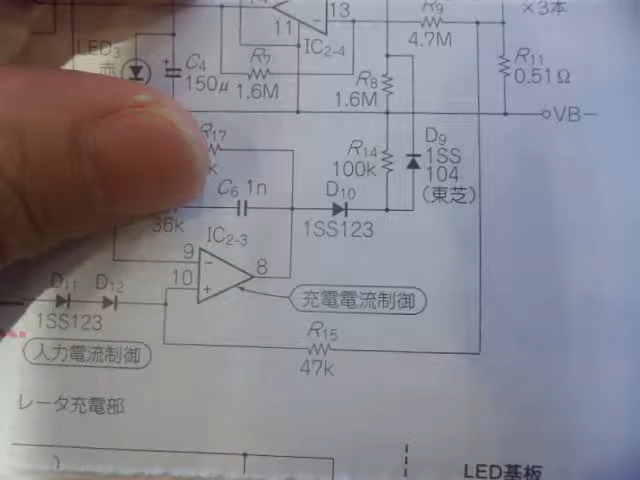 13
R9
×3本
11
IC2-4
4.7M
LED3
赤
C4
150μ
R7
1.6M
R8
1.6M
R11
0.51Ω
VB−
R17
k
R14
100k
D9
1SS
104
(東芝)
C6 1n
D10
36k
1SS123
IC2-3
9
−
10
+
8
D11
D12
充電電流制御
1SS123
R15
入力電流制御
47k
レータ充電部
LED基板